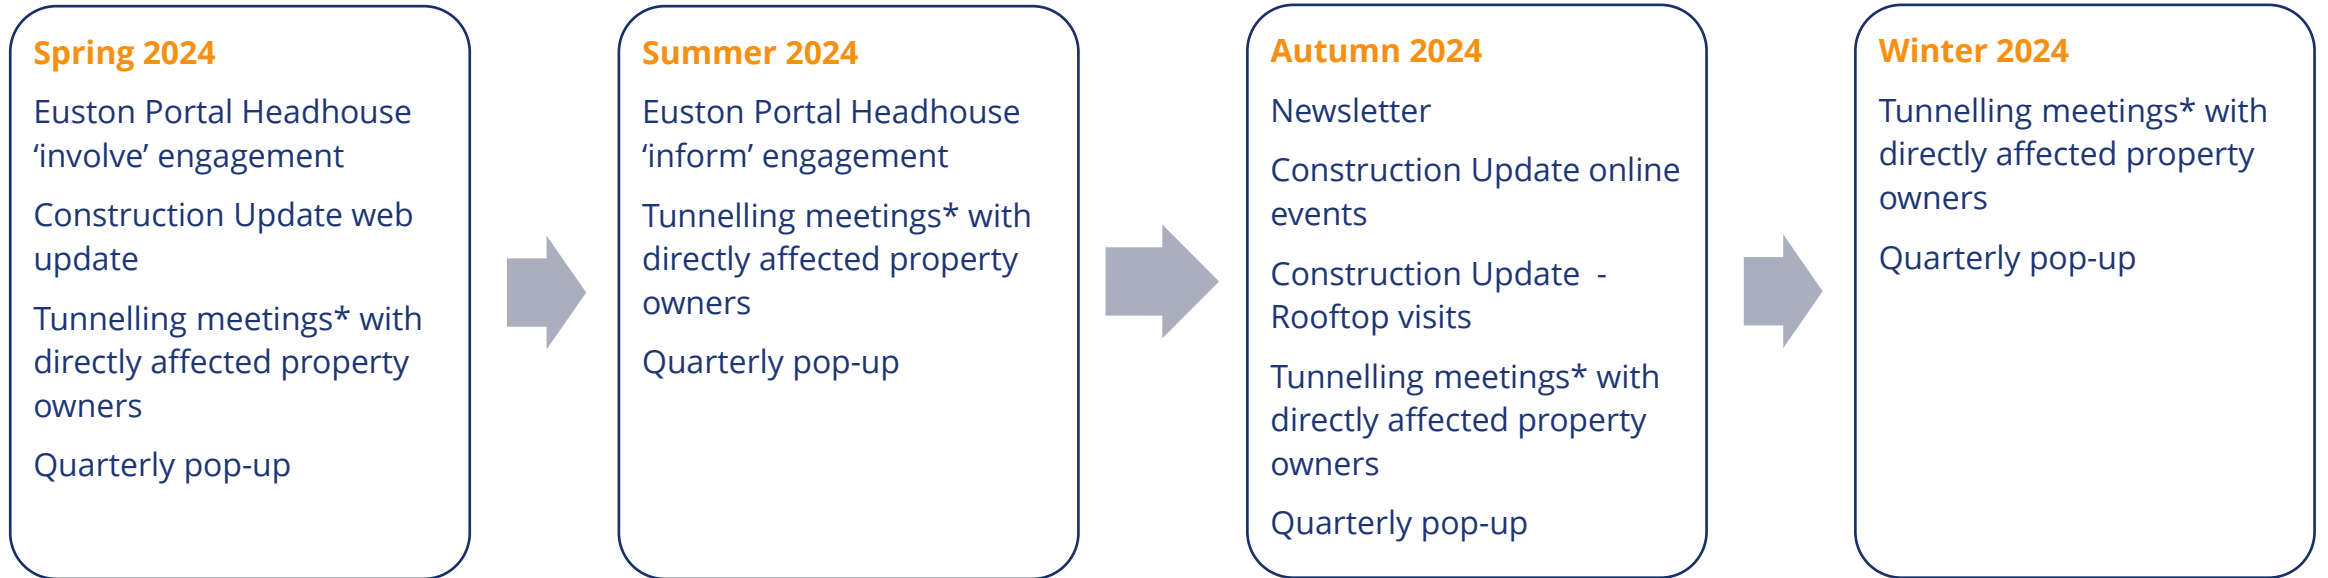 Spring 2024
Euston Portal Headhouse
‘involve’ engagement
Construction Update web
update
Tunnelling meetings* with
directly affected property
owners
Quarterly pop-up
Summer 2024
Euston Portal Headhouse
‘inform’ engagement
Tunnelling meetings* with
directly affected property
owners
Quarterly pop-up
Autumn 2024
Newsletter
Construction Update online
events
Construction Update  -
Rooftop visits
Tunnelling meetings* with
directly affected property
owners
Quarterly pop-up
Winter 2024
Tunnelling meetings* with
directly affected property
owners
Quarterly pop-up